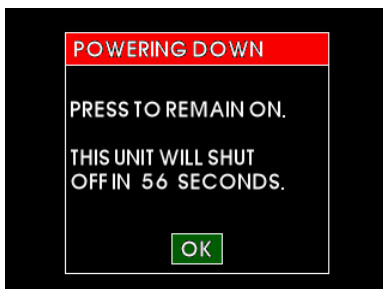 POWERING DOWN
PRESS TO REMAIN ON.
THIS UNIT WILL SHUT
OFF IN 56 SECONDS.
OK